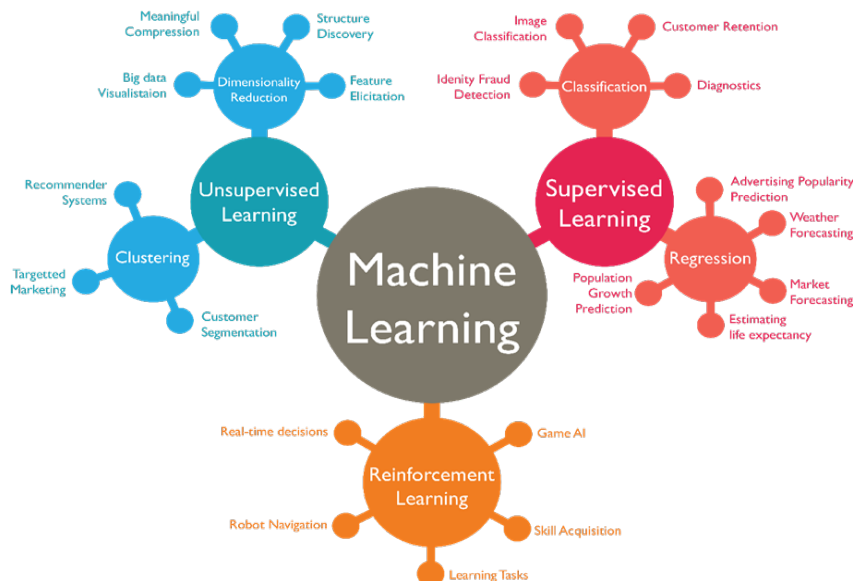 Meaningful
Compression
Structure
Discovery
Big data
Visualistaion
Dimensionality
Reduction
Feature
Elicitation
Image
Classification
Customer Retention
Idenity Fraud
Detection
Classification
Diagnostics
Unsupervised
Learning
Supervised
Learning
Recommender
Systems
Clustering
Targetted
Marketing
Customer
Segmentation
Machine
Learning
Advertising Popularity
Prediction
Weather
Forecasting
Regression
Population
Growth
Prediction
Market
Forecasting
Estimating
life expectancy
Real-time decisions
Game AI
Reinforcement
Learning
Robot Navigation
Skill Acquisition
Learning Tasks